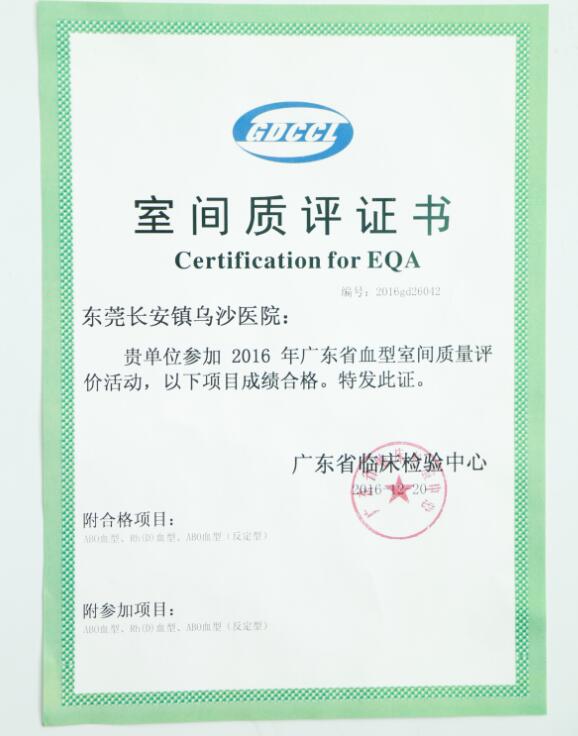 GDCCL
室间质评证书
Certification for EQA
编号：2016gd26042
东莞长安镇乌沙医院：
贵单位参加 2016 年广东省血型室间质量评
价活动，以下项目成绩合格。特发此证。
广东省临床检验中心
2016-12-20
附合格项目：
ABO血型、Rh(D)血型、ABO血型（反定型）
附参加项目：
ABO血型、Rh(D)血型、ABO血型（反定型）